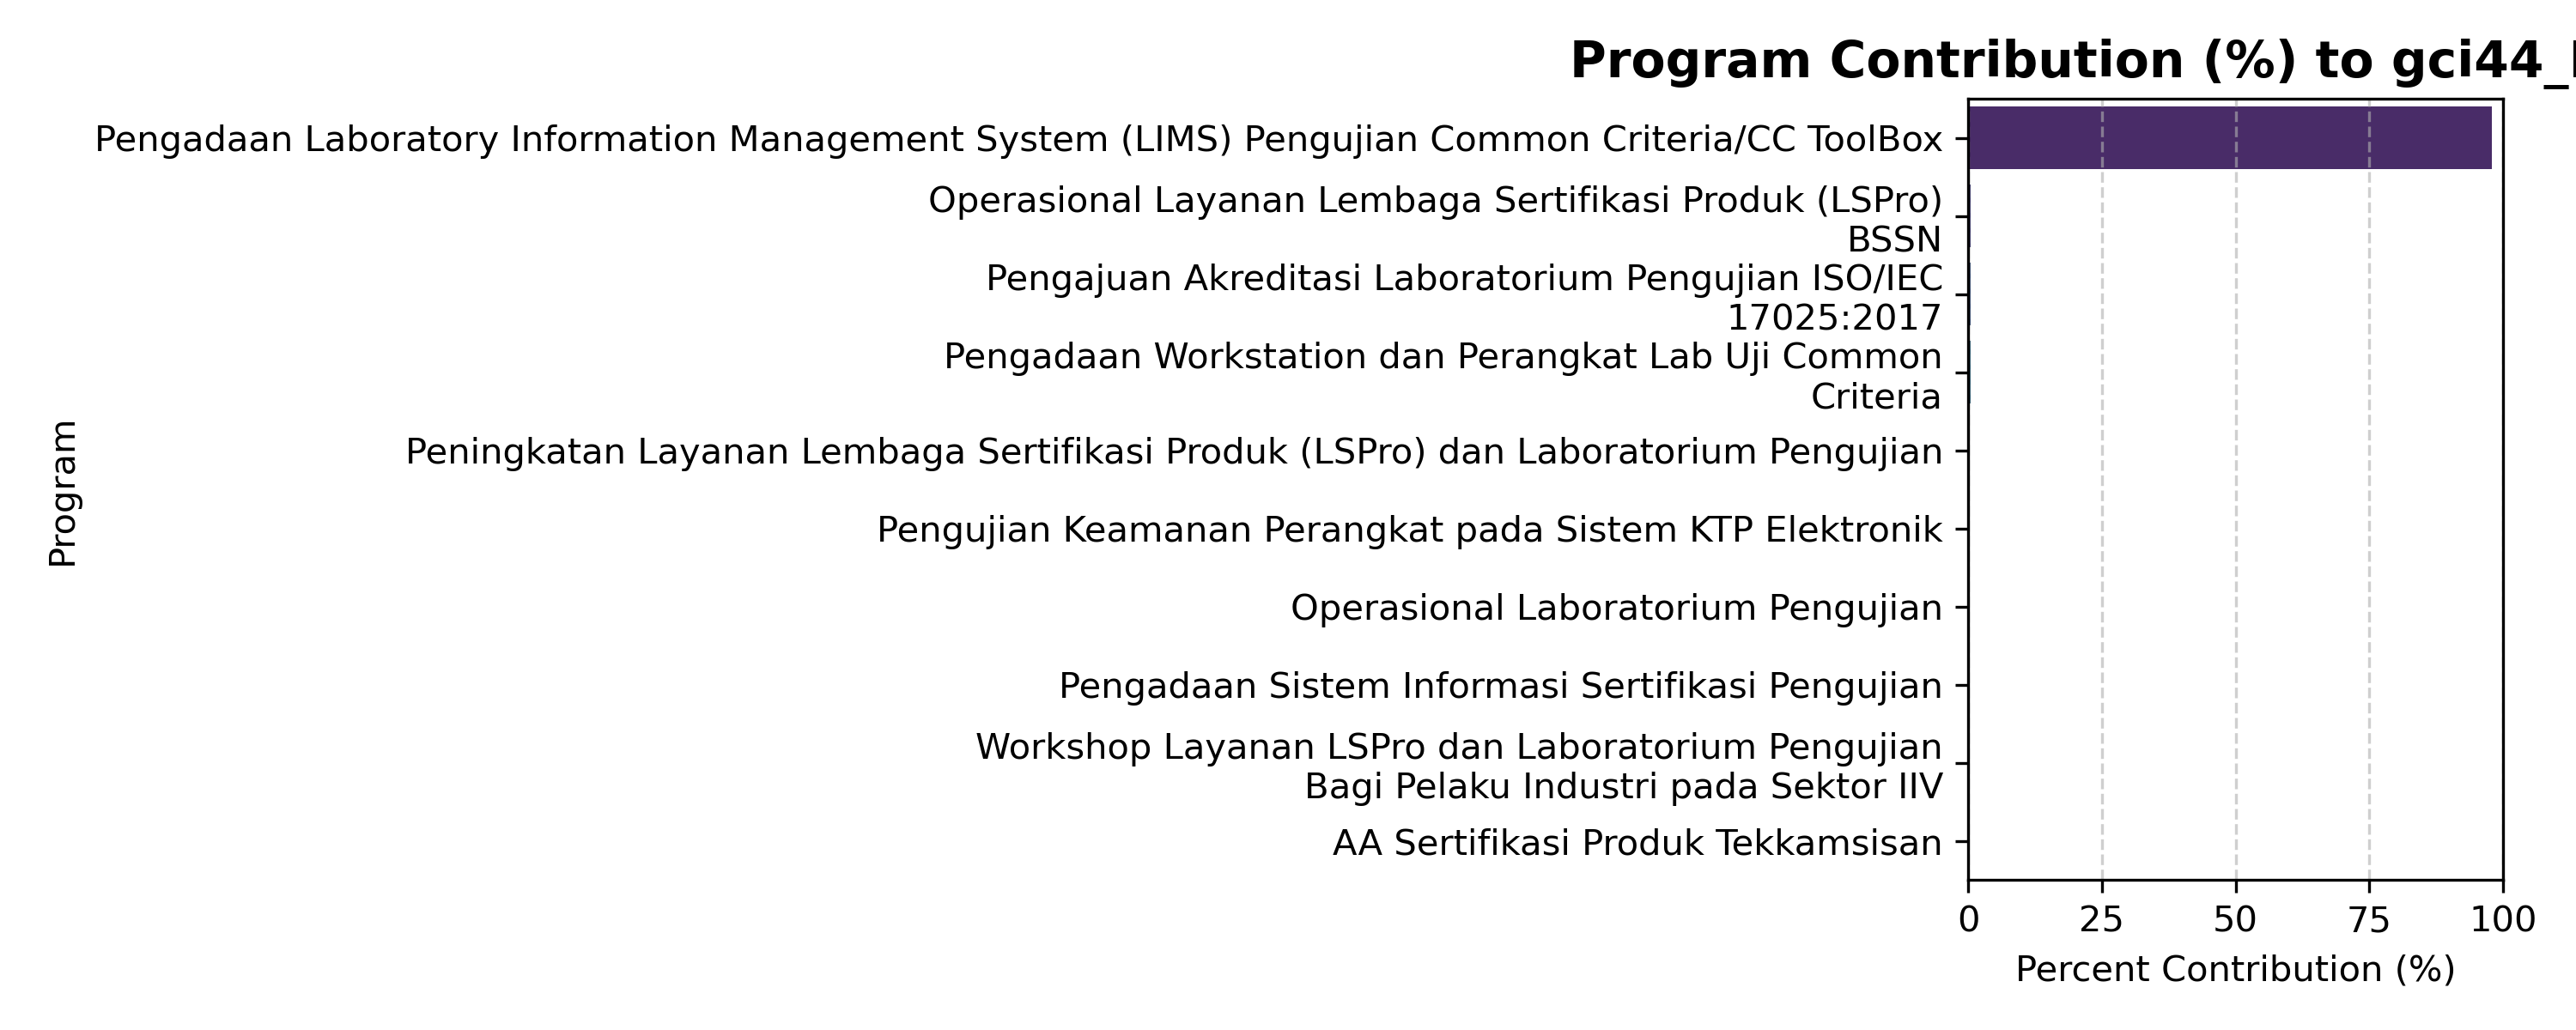 Program Contribution (%) to gci44_
Pengadaan Laboratory Information Management System (LIMS) Pengujian Common Criteria/CC ToolBox
Operasional Layanan Lembaga Sertifikasi Produk (LSPro)
BSSN
Pengajuan Akreditasi Laboratorium Pengujian ISO/IEC
17025:2017
Pengadaan Workstation dan Perangkat Lab Uji Common
Criteria
Peningkatan Layanan Lembaga Sertifikasi Produk (LSPro) dan Laboratorium Pengujian
Pengujian Keamanan Perangkat pada Sistem KTP Elektronik
Operasional Laboratorium Pengujian
Pengadaan Sistem Informasi Sertifikasi Pengujian
Workshop Layanan LSPro dan Laboratorium Pengujian
Bagi Pelaku Industri pada Sektor IIV
AA Sertifikasi Produk Tekkamsisan
Program
0 25 50 75 100
Percent Contribution (%)